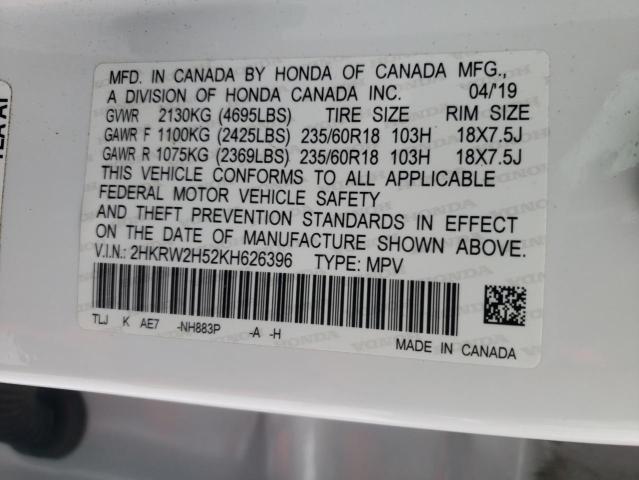 MFD. IN CANADA BY HONDA OF CANADA MFG.,
A DIVISION OF HONDA CANADA INC. 04/'19
GVWR 2130KG (4695LBS) TIRE SIZE RIM SIZE
GAWR F 1100KG (2425LBS) 235/60R18 103H 18X7.5J
GAWR R 1075KG (2369LBS) 235/60R18 103H 18X7.5J
THIS VEHICLE CONFORMS TO ALL APPLICABLE
FEDERAL MOTOR VEHICLE SAFETY
AND THEFT PREVENTION STANDARDS IN EFFECT
ON THE DATE OF MANUFACTURE SHOWN ABOVE.
V.I.N.: 2HKRW2H52KH626396 TYPE: MPV
TLJ K AE7 -NH883P -A -H
MADE IN CANADA